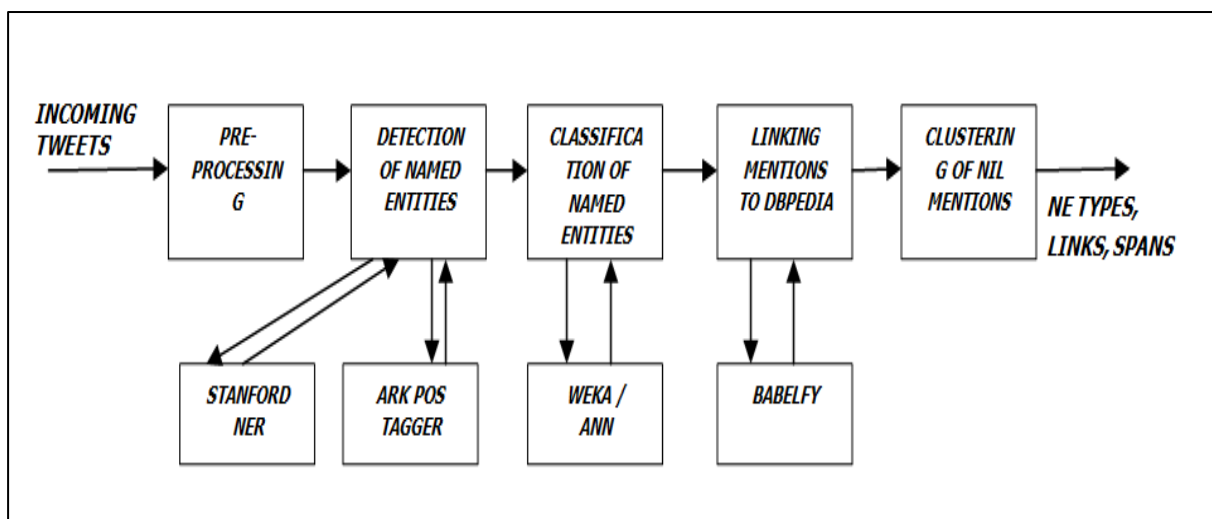 INCOMING
TWEETS
PRE-
PROCESSIN
G
DETECTION
OF NAMED
ENTITIES
CLASSIFICA
TION OF
NAMED
ENTITIES
LINKING
MENTIONS
TO DBPEDIA
CLUSTERIN
G OF NIL
MENTIONS
NE TYPES,
LINKS, SPANS
STANFORD
NER
ARK POS
TAGGER
WEKA /
ANN
BABELFY